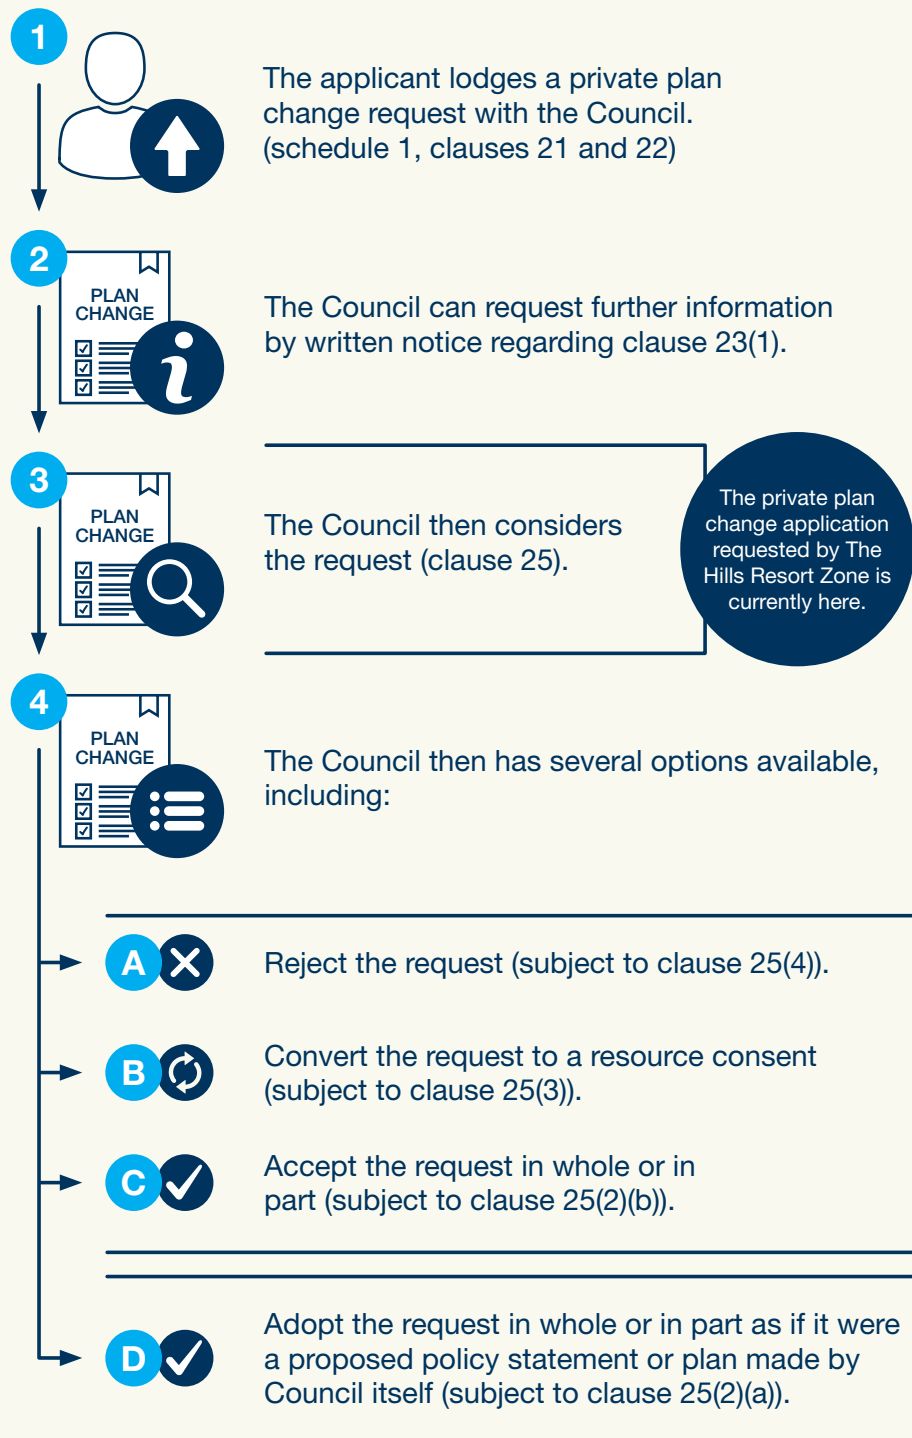 1
The applicant lodges a private plan
change request with the Council.
(schedule 1, clauses 21 and 22)
2
PLAN
CHANGE
i
The Council can request further information
by written notice regarding clause 23(1).
3
PLAN
CHANGE
The Council then considers
the request (clause 25).
The private plan
change application
requested by The
Hills Resort Zone is
currently here.
4
PLAN
CHANGE
The Council then has several options available,
including:
A
Reject the request (subject to clause 25(4)).
B
Convert the request to a resource consent
(subject to clause 25(3)).
C
Accept the request in whole or in
part (subject to clause 25(2)(b)).
D
Adopt the request in whole or in part as if it were
a proposed policy statement or plan made by
Council itself (subject to clause 25(2)(a)).